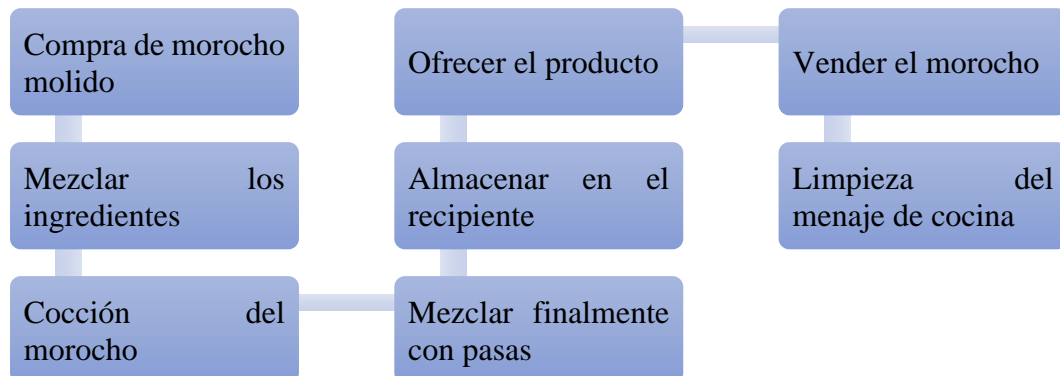 Compra de morocho
molido
Mezclar los
ingredientes
Cocción del
morocho
Mezclar finalmente
con pasas
Almacenar en el
recipiente
Ofrecer el producto
Vender el morocho
Limpieza del
menaje de cocina